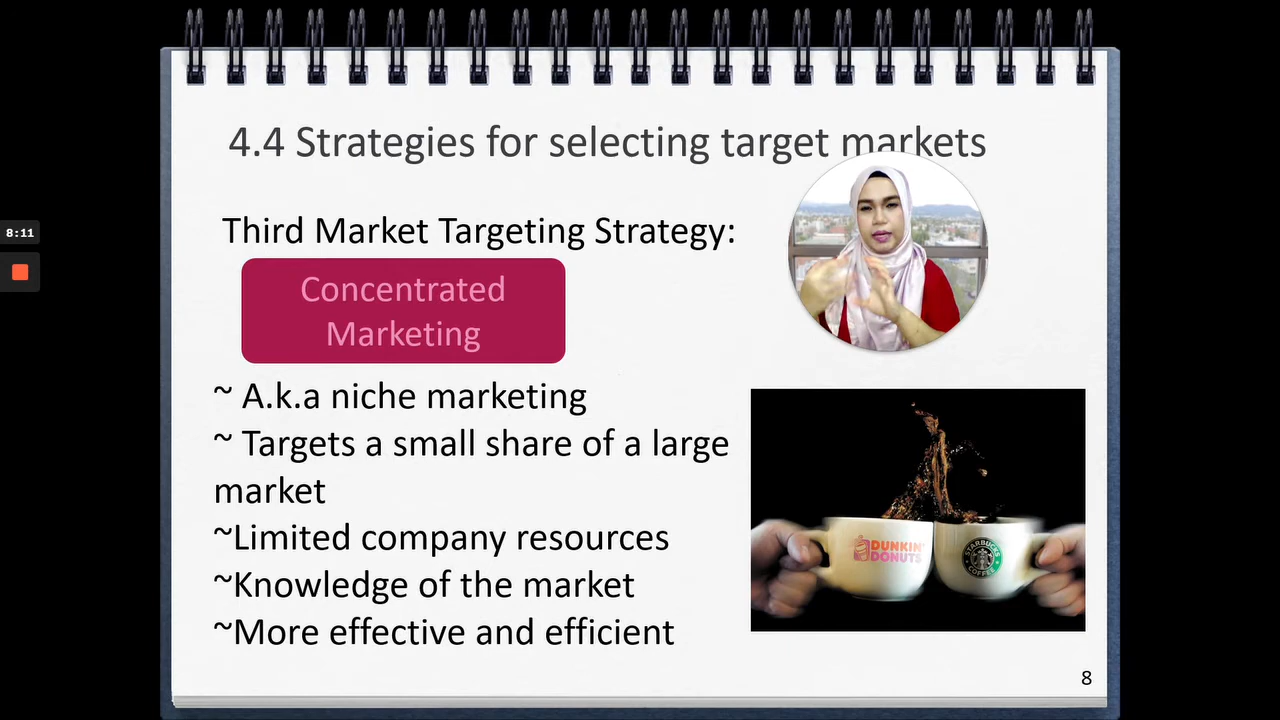 4.4 Strategies for selecting target markets
8:11
Third Market Targeting Strategy:
Concentrated
Marketing
~ A.k.a niche marketing
~ Targets a small share of a large
market
~Limited company resources
~Knowledge of the market
~More effective and efficient
DUNKIN'
DONUTS
STARBUCKS
COFFEE
8